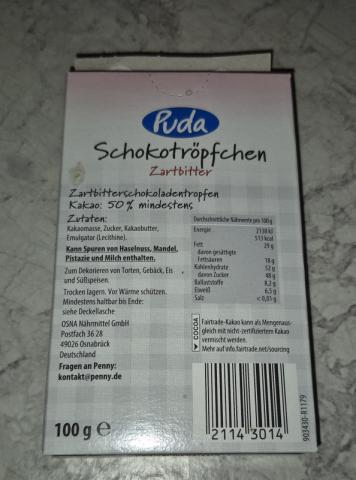 Puda
Schokotröpfchen
Zartbitter
Zartbitterschokoladentropfen
Kakao: 50% mindestens
Zutaten:
Kakaomasse, Zucker, Kakaobutter,
Emulgator (Lecithine).
Kann Spuren von Haselnuss, Mandel,
Pistazie und Milch enthalten.
Zum Dekorieren von Torten, Gebäck, Eis
und Süßspeisen.
Trocken lagern. Vor Wärme schützen.
Mindestens haltbar bis Ende:
siehe Deckellasche
OSNA Nährmittel GmbH
Postfach 36 28
49026 Osnabrück
Deutschland
Fragen an Penny:
kontakt@penny.de
100 g e
Durchschnittliche Nährwerte pro 100 g
Energie 2138 kJ
513 kcal
Fett 29 g
davon gesättigte
Fettsäuren 18 g
Kohlenhydrate 52 g
davon Zucker 48 g
Ballaststoffe 8,2 g
Eiweiß 6,5 g
Salz < 0,01 g
COCOA
Fairtrade-Kakao kann als Mengenaus-
gleich mit nicht-zertifiziertem Kakao
vermischt werden.
Mehr auf info.fairtrade.net/sourcing
2114 3014
903430-R1179